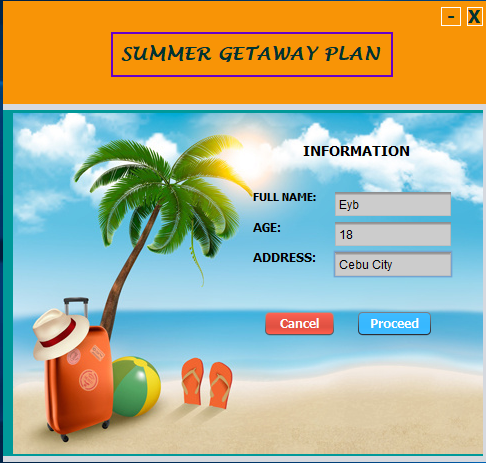 - X
SUMMER GETAWAY PLAN
INFORMATION
FULL NAME: Eyb
AGE: 18
ADDRESS: Cebu City
Cancel Proceed